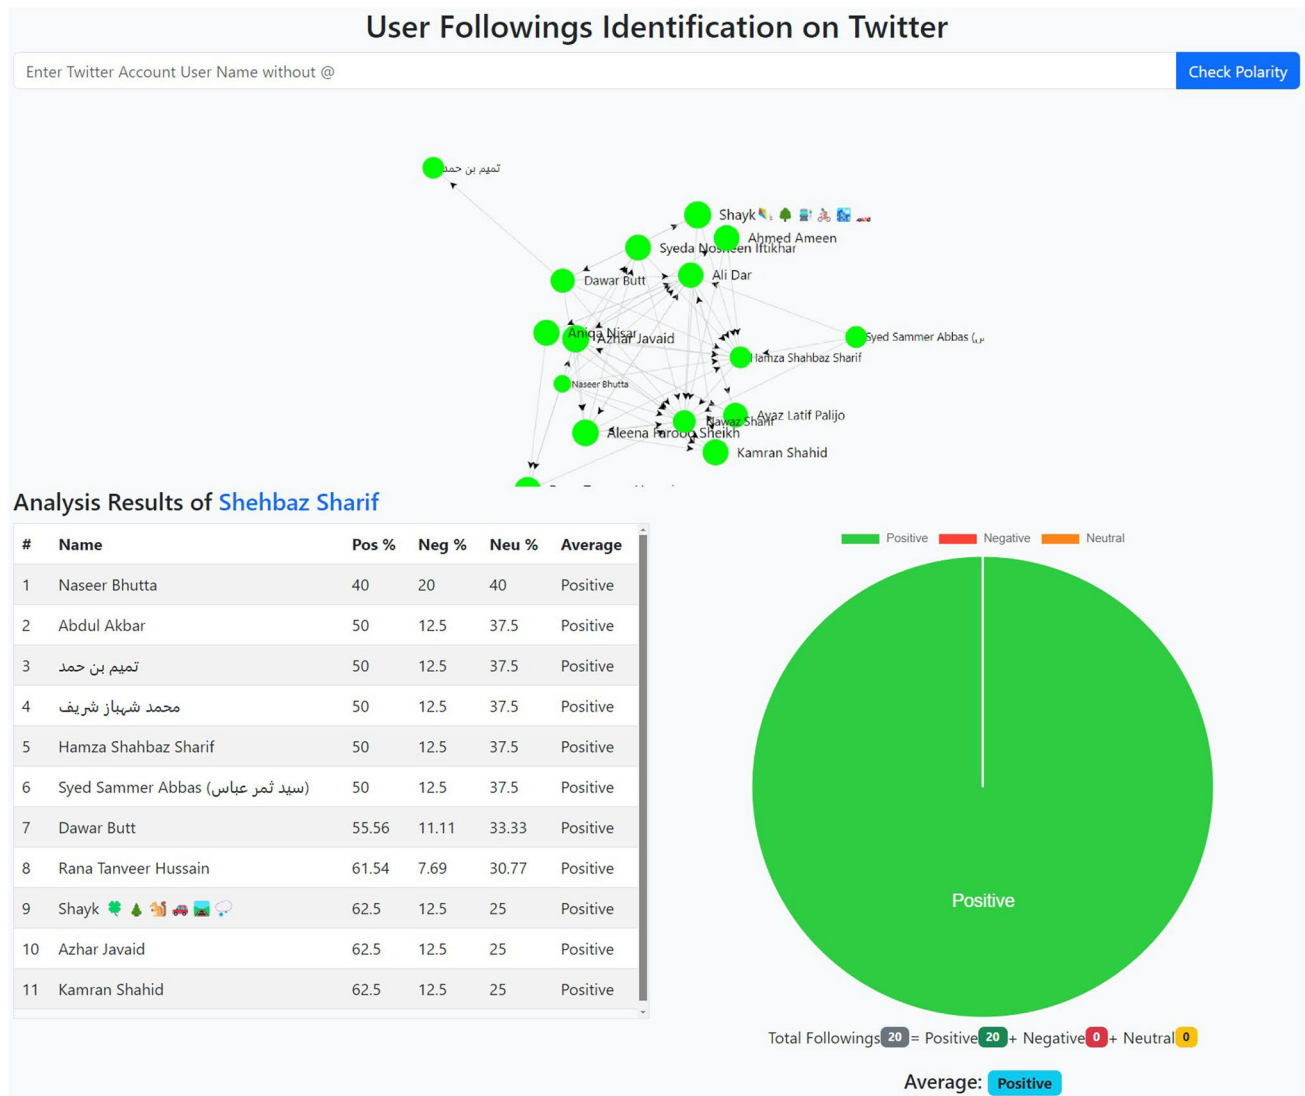 User Followings Identification on Twitter
Enter Twitter Account User Name without @
Check Polarity
تمیم بن حمد
Shayk
Ahmed Ameen
Syeda Nosheen Iftikhar
Ali Dar
Dawar Butt
Aniqa Nisar
Azhar Javaid
Syed Sammer Abbas (س
Hamza Shahbaz Sharif
Naseer Bhutta
Ayaz Latif Palijo
Nawaz Sharif
Aleena Farooq Sheikh
Kamran Shahid
Analysis Results of Shehbaz Sharif
# Name Pos % Neg % Neu % Average
1 Naseer Bhutta 40 20 40 Positive
2 Abdul Akbar 50 12.5 37.5 Positive
3 تمیم بن حمد 50 12.5 37.5 Positive
4 محمد شہباز شریف 50 12.5 37.5 Positive
5 Hamza Shahbaz Sharif 50 12.5 37.5 Positive
6 Syed Sammer Abbas (سید ثمر عباس) 50 12.5 37.5 Positive
7 Dawar Butt 55.56 11.11 33.33 Positive
8 Rana Tanveer Hussain 61.54 7.69 30.77 Positive
9 Shayk 62.5 12.5 25 Positive
10 Azhar Javaid 62.5 12.5 25 Positive
11 Kamran Shahid 62.5 12.5 25 Positive
Positive Negative Neutral
Positive
Total Followings 20 = Positive 20 + Negative 0 + Neutral 0
Average: Positive